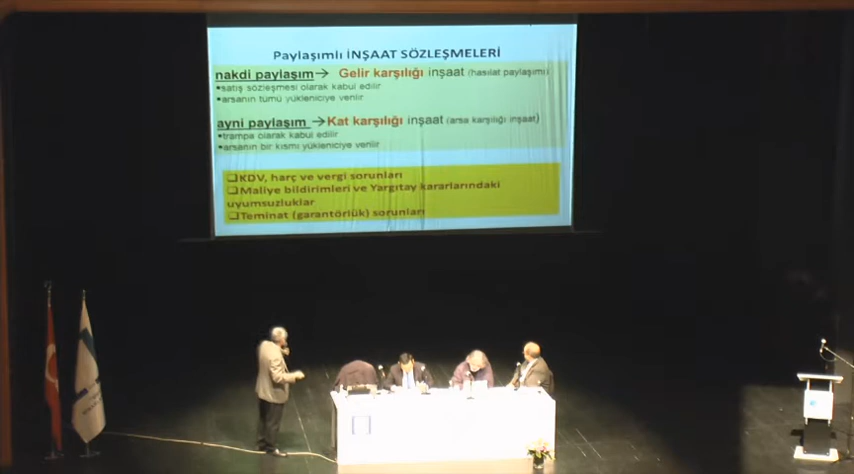 Paylaşımlı İNŞAAT SÖZLEŞMELERİ
nakdi paylaşım→ Gelir karşılığı inşaat (hasılat paylaşımı)
•satış sözleşmesi olarak kabul edilir
•arsanın tümü yükleniciye verilir
ayni paylaşım →Kat karşılığı inşaat (arsa karşılığı inşaat)
•trampa olarak kabul edilir
•arsanın bir kısmı yükleniciye verilir
❑KDV, harç ve vergi sorunları
❑Maliye bildirimleri ve Yargıtay kararlarındaki
uyumsuzluklar
❑Teminat (garantörlük) sorunları